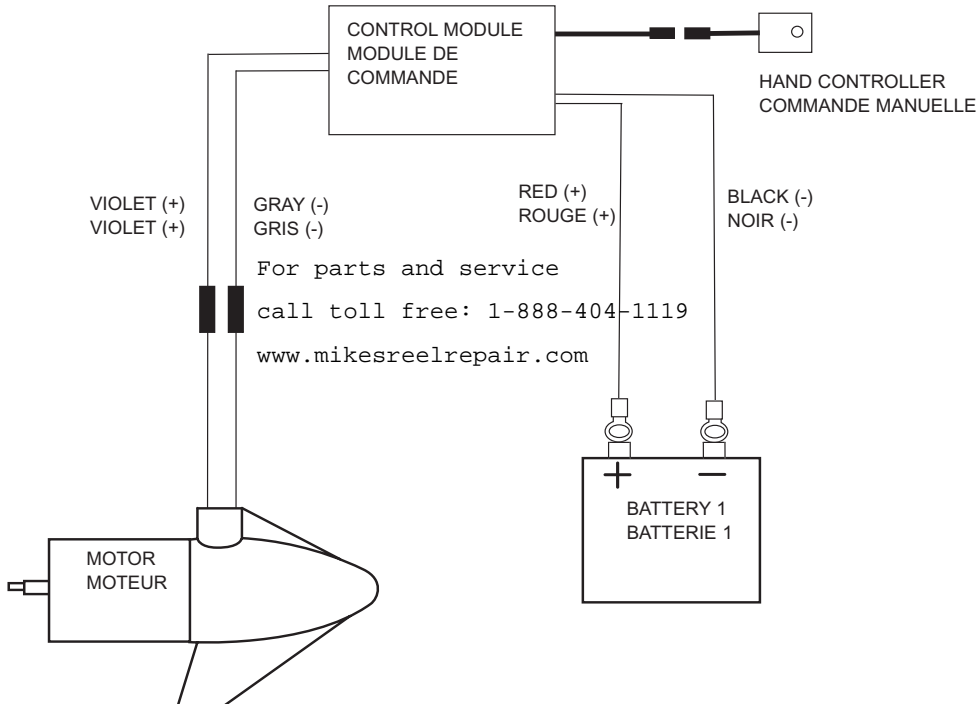 CONTROL MODULE
MODULE DE
COMMANDE
HAND CONTROLLER
COMMANDE MANUELLE
VIOLET (+)
VIOLET (+)
GRAY (-)
GRIS (-)
RED (+)
ROUGE (+)
BLACK (-)
NOIR (-)
For parts and service
call toll free: 1-888-404-1119
www.mikesreelrepair.com
+
−
BATTERY 1
BATTERIE 1
MOTOR
MOTEUR